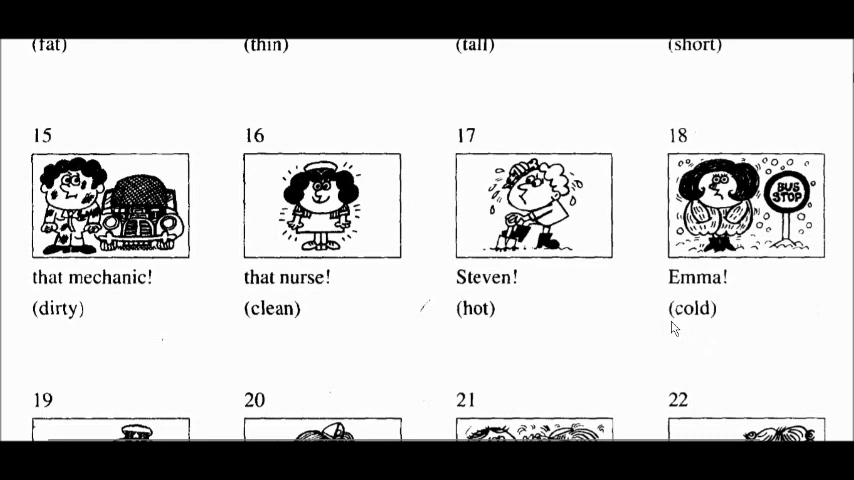 (fat) (thin) (tall) (short)
15 16 17 18
BUS
STOP
that mechanic! that nurse! Steven! Emma!
(dirty) (clean) (hot) (cold)
19 20 21 22